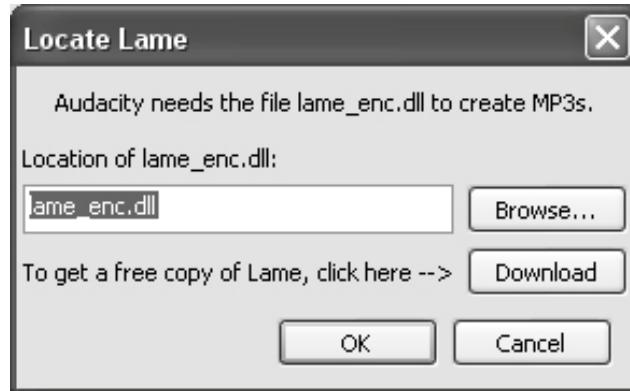 Locate Lame
Audacity needs the file lame_enc.dll to create MP3s.
Location of lame_enc.dll:
lame_enc.dll
Browse...
To get a free copy of Lame, click here -->
Download
OK
Cancel